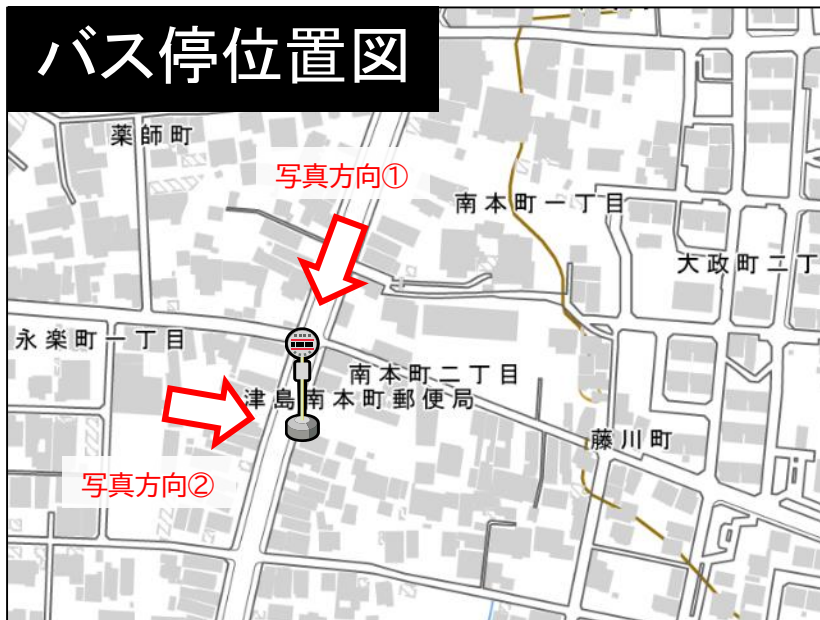 バス停位置図
薬師町
写真方向①
南本町一丁目
大政町二丁
永楽町一丁目
南本町二丁目
津島南本町郵便局
藤川町
写真方向②